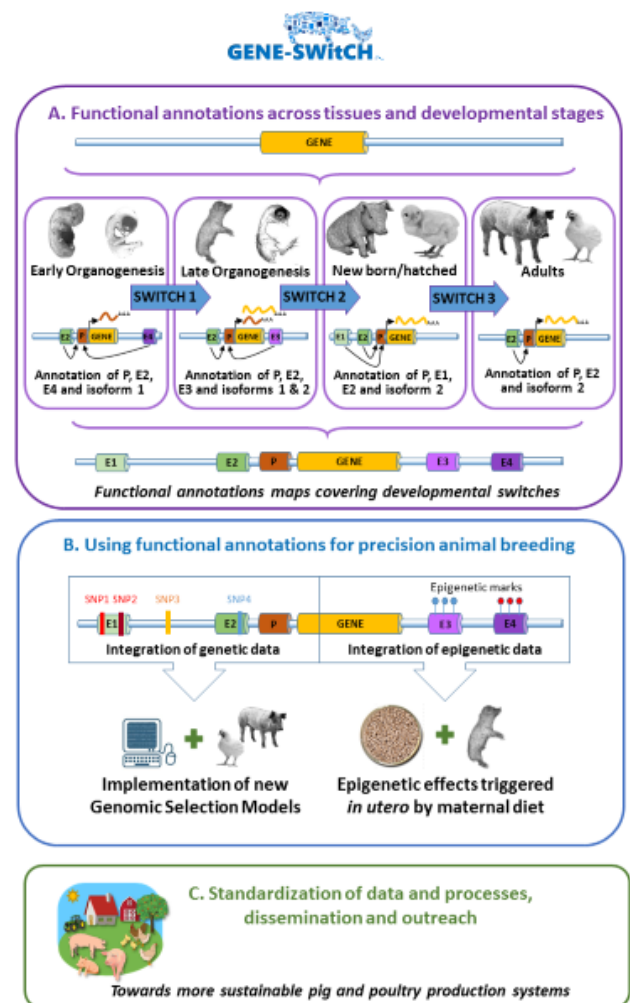 GENE-SWitCH
A. Functional annotations across tissues and developmental stages
GENE
Early Organogenesis
Late Organogenesis
New born/hatched
Adults
SWITCH 1
SWITCH 2
SWITCH 3
AAA
AAA
AAA
AAA
AAA
E2 P GENE E4
E2 P GENE E3
E1 E2 P GENE
E2 P GENE
Annotation of P, E2,
E4 and isoform 1
Annotation of P, E2,
E3 and isoforms 1 & 2
Annotation of P, E1,
E2 and isoform 2
Annotation of P, E2
and isoform 2
E1 E2 P GENE E3 E4
Functional annotations maps covering developmental switches
B. Using functional annotations for precision animal breeding
SNP1 SNP2 SNP3 SNP4
Epigenetic marks
E1 E2 P GENE E3 E4
Integration of genetic data
Integration of epigenetic data
Implementation of new
Genomic Selection Models
Epigenetic effects triggered
in utero by maternal diet
C. Standardization of data and processes,
dissemination and outreach
Towards more sustainable pig and poultry production systems